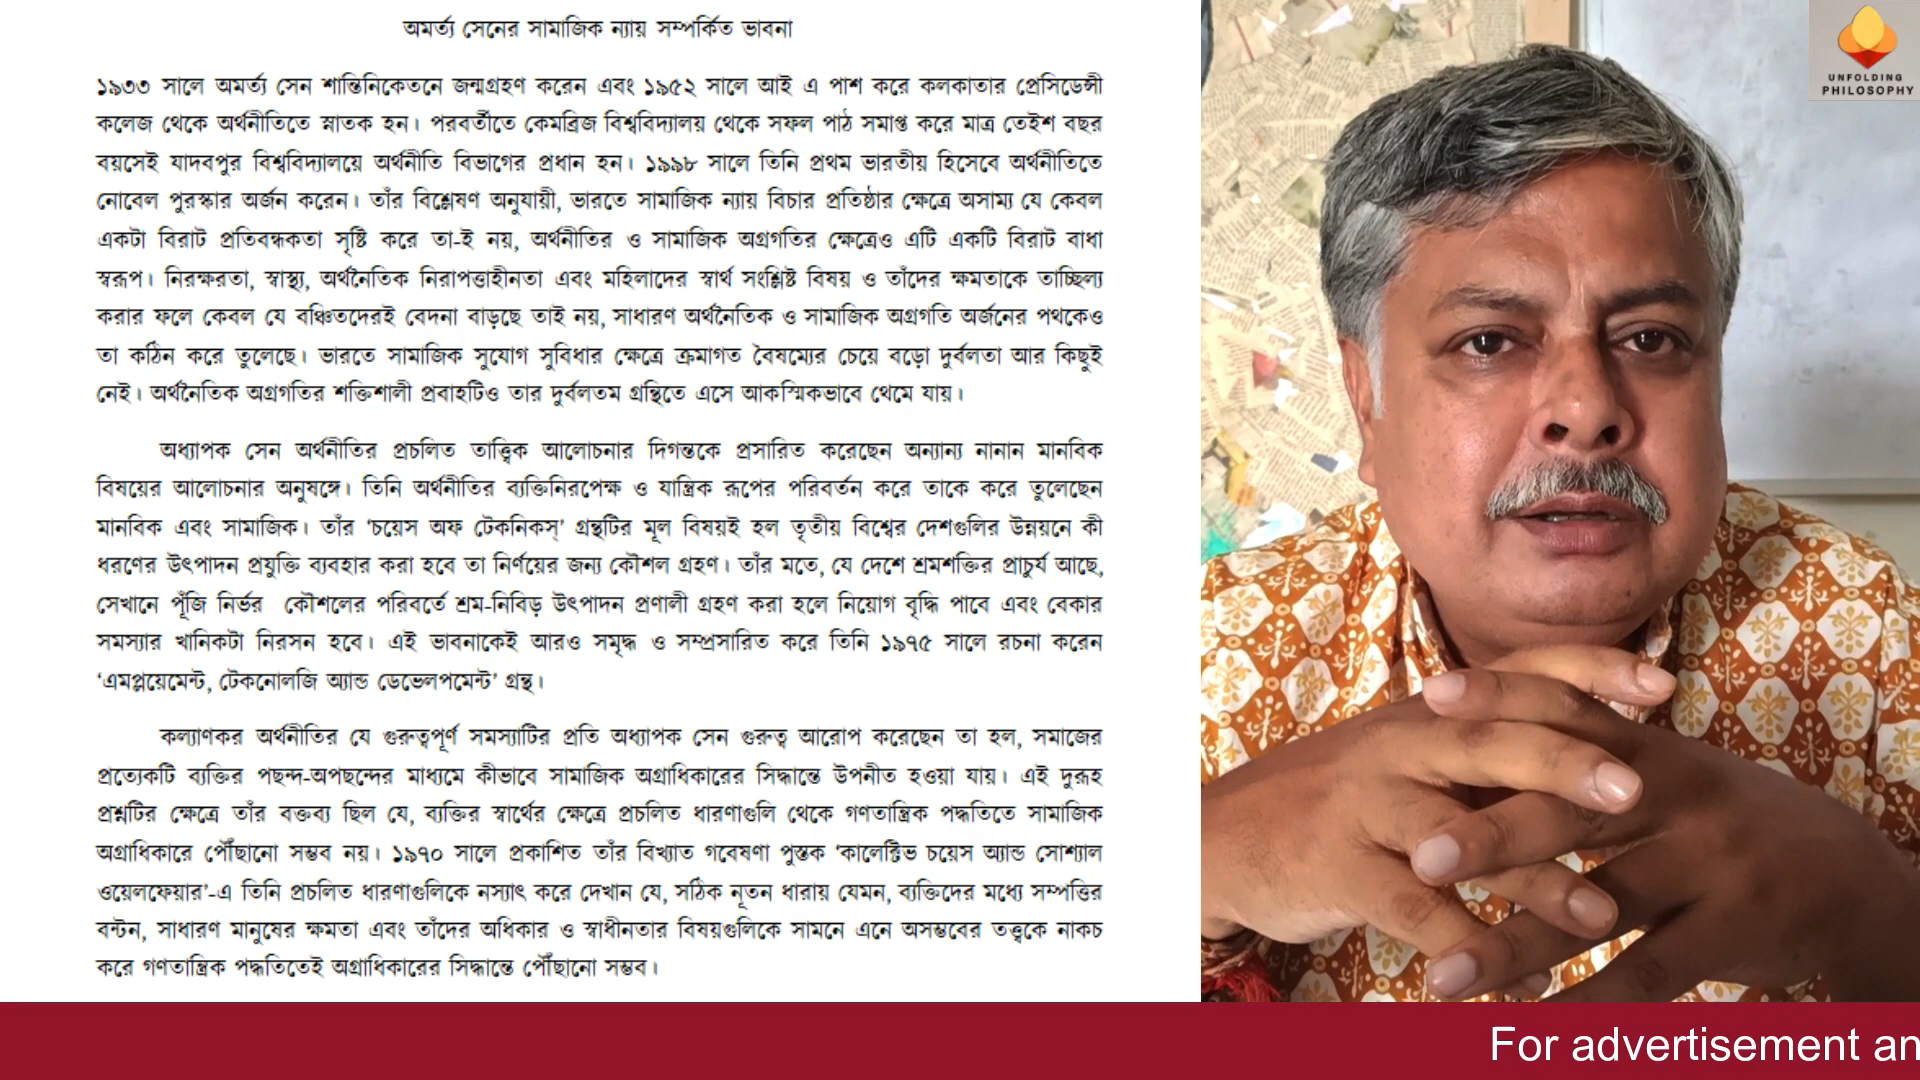 অমর্ত্য সেনের সামাজিক ন্যায় সম্পর্কিত ভাবনা
১৯৩৩ সালে অমর্ত্য সেন শান্তিনিকেতনে জন্মগ্রহণ করেন এবং ১৯৫২ সালে আই এ পাশ করে কলকাতার প্রেসিডেন্সী
কলেজ থেকে অর্থনীতিতে স্নাতক হন। পরবর্তীতে কেমব্রিজ বিশ্ববিদ্যালয় থেকে সফল পাঠ সমাপ্ত করে মাত্র তেইশ বছর
বয়সেই যাদবপুর বিশ্ববিদ্যালয়ে অর্থনীতি বিভাগের প্রধান হন। ১৯৯৮ সালে তিনি প্রথম ভারতীয় হিসেবে অর্থনীতিতে
নোবেল পুরস্কার অর্জন করেন। তাঁর বিশ্লেষণ অনুযায়ী, ভারতে সামাজিক ন্যায় বিচার প্রতিষ্ঠার ক্ষেত্রে অসাম্য যে কেবল
একটা বিরাট প্রতিবন্ধকতা সৃষ্টি করে তা-ই নয়, অর্থনীতির ও সামাজিক অগ্রগতির ক্ষেত্রেও এটি একটি বিরাট বাধা
স্বরূপ। নিরক্ষরতা, স্বাস্থ্য, অর্থনৈতিক নিরাপত্তাহীনতা এবং মহিলাদের স্বার্থ সংশ্লিষ্ট বিষয় ও তাঁদের ক্ষমতাকে তাচ্ছিল্য
করার ফলে কেবল যে বঞ্চিতদেরই বেদনা বাড়ছে তাই নয়, সাধারণ অর্থনৈতিক ও সামাজিক অগ্রগতি অর্জনের পথকেও
তা কঠিন করে তুলেছে। ভারতে সামাজিক সুযোগ সুবিধার ক্ষেত্রে ক্রমাগত বৈষম্যের চেয়ে বড়ো দুর্বলতা আর কিছুই
নেই। অর্থনৈতিক অগ্রগতির শক্তিশালী প্রবাহটিও তার দুর্বলতম গ্রন্থিতে এসে আকস্মিকভাবে থেমে যায়।
অধ্যাপক সেন অর্থনীতির প্রচলিত তাত্ত্বিক আলোচনার দিগন্তকে প্রসারিত করেছেন অন্যান্য নানান মানবিক
বিষয়ের আলোচনার অনুষঙ্গে। তিনি অর্থনীতির ব্যক্তিনিরপেক্ষ ও যান্ত্রিক রূপের পরিবর্তন করে তাকে করে তুলেছেন
মানবিক এবং সামাজিক। তাঁর ‘চয়েস অফ টেকনিকস্’ গ্রন্থটির মূল বিষয়ই হল তৃতীয় বিশ্বের দেশগুলির উন্নয়নে কী
ধরণের উৎপাদন প্রযুক্তি ব্যবহার করা হবে তা নির্ণয়ের জন্য কৌশল গ্রহণ। তাঁর মতে, যে দেশে শ্রমশক্তির প্রাচুর্য আছে,
সেখানে পূঁজি নির্ভর কৌশলের পরিবর্তে শ্রম-নিবিড় উৎপাদন প্রণালী গ্রহণ করা হলে নিয়োগ বৃদ্ধি পাবে এবং বেকার
সমস্যার খানিকটা নিরসন হবে। এই ভাবনাকেই আরও সমৃদ্ধ ও সম্প্রসারিত করে তিনি ১৯৭৫ সালে রচনা করেন
‘এমপ্লয়েমেন্ট, টেকনোলজি অ্যান্ড ডেভেলপমেন্ট’ গ্রন্থ।
কল্যাণকর অর্থনীতির যে গুরুত্বপূর্ণ সমস্যাটির প্রতি অধ্যাপক সেন গুরুত্ব আরোপ করেছেন তা হল, সমাজের
প্রত্যেকটি ব্যক্তির পছন্দ-অপছন্দের মাধ্যমে কীভাবে সামাজিক অগ্রাধিকারের সিদ্ধান্তে উপনীত হওয়া যায়। এই দুরূহ
প্রশ্নটির ক্ষেত্রে তাঁর বক্তব্য ছিল যে, ব্যক্তির স্বার্থের ক্ষেত্রে প্রচলিত ধারণাগুলি থেকে গণতান্ত্রিক পদ্ধতিতে সামাজিক
অগ্রাধিকারে পৌঁছানো সম্ভব নয়। ১৯৭০ সালে প্রকাশিত তাঁর বিখ্যাত গবেষণা পুস্তক ‘কালেক্টিভ চয়েস অ্যান্ড সোশ্যাল
ওয়েলফেয়ার’-এ তিনি প্রচলিত ধারণাগুলিকে নস্যাৎ করে দেখান যে, সঠিক নূতন ধারায় যেমন, ব্যক্তিদের মধ্যে সম্পত্তির
বন্টন, সাধারণ মানুষের ক্ষমতা এবং তাঁদের অধিকার ও স্বাধীনতার বিষয়গুলিকে সামনে এনে অসম্ভবের তত্ত্বকে নাকচ
করে গণতান্ত্রিক পদ্ধতিতেই অগ্রাধিকারের সিদ্ধান্তে পৌঁছানো সম্ভব।
UNFOLDING
PHILOSOPHY
For advertisement an